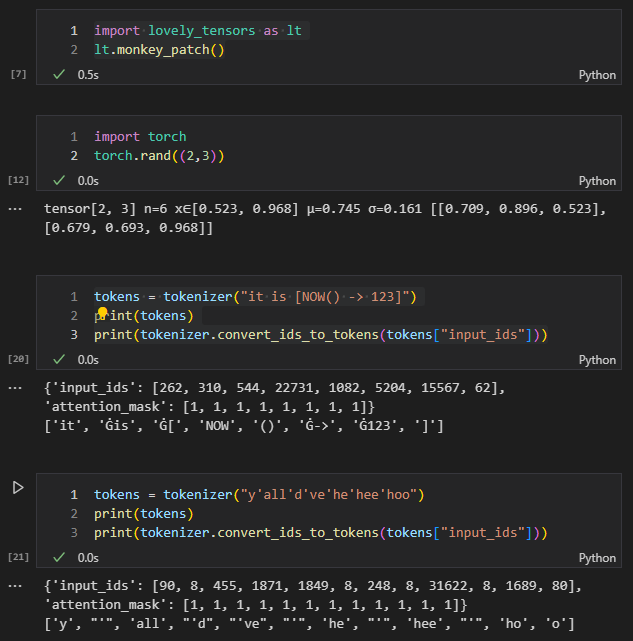 1 import lovely_tensors as lt
2 lt.monkey_patch()
[7] 0.5s Python
1 import torch
2 torch.rand((2,3))
[12] 0.0s Python
... tensor[2, 3] n=6 x∈[0.523, 0.968] μ=0.745 σ=0.161 [[0.709, 0.896, 0.523],
[0.679, 0.693, 0.968]]
1 tokens = tokenizer("it is [NOW() -> 123]")
2 print(tokens)
3 print(tokenizer.convert_ids_to_tokens(tokens["input_ids"]))
[20] 0.0s Python
... {'input_ids': [262, 310, 544, 22731, 1082, 5204, 15567, 62],
'attention_mask': [1, 1, 1, 1, 1, 1, 1, 1]}
['it', 'Ġis', 'Ġ[', 'NOW', '()', 'Ġ->', 'Ġ123', ']']
1 tokens = tokenizer("y'all'd've'he'hee'hoo")
2 print(tokens)
3 print(tokenizer.convert_ids_to_tokens(tokens["input_ids"]))
[21] 0.0s Python
... {'input_ids': [90, 8, 455, 1871, 1849, 8, 248, 8, 31622, 8, 1689, 80],
'attention_mask': [1, 1, 1, 1, 1, 1, 1, 1, 1, 1, 1, 1]}
['y', "'", 'all', "'d", "'ve", "'", 'he', "'", 'hee', "'", 'ho', 'o']